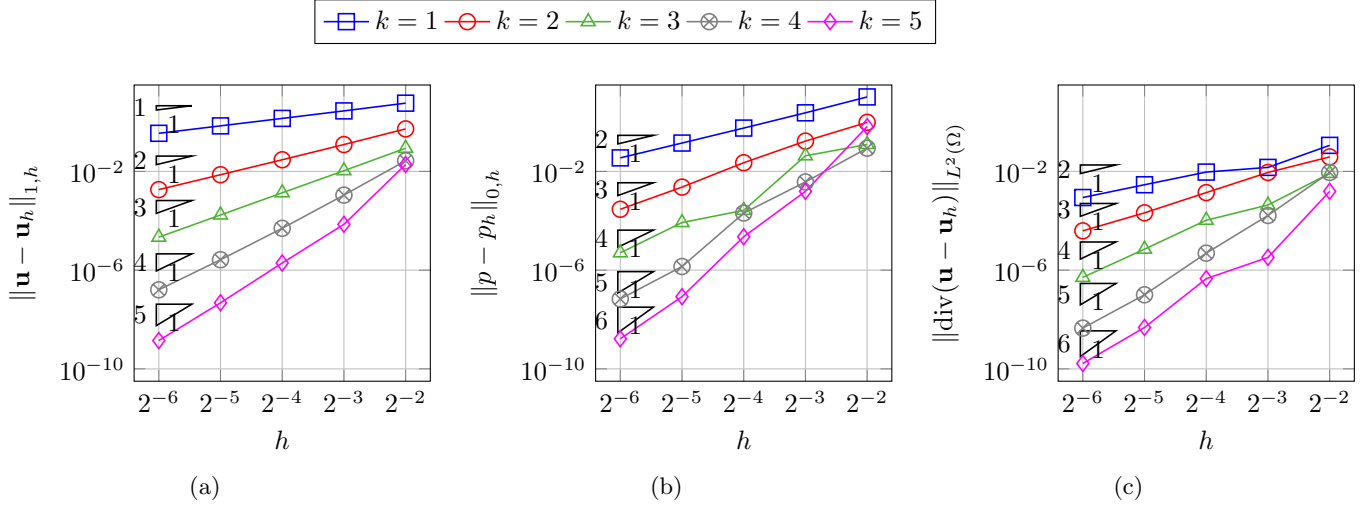 k = 1 k = 2 k = 3 k = 4 k = 5
‖u − u_h‖_{1,h}
10^{−2}
10^{−6}
10^{−10}
1 1
2 1
3 1
4 1
5 1
2^{−6} 2^{−5} 2^{−4} 2^{−3} 2^{−2}
h
(a)
‖p − p_h‖_{0,h}
10^{−2}
10^{−6}
10^{−10}
2 1
3 1
4 1
5 1
6 1
2^{−6} 2^{−5} 2^{−4} 2^{−3} 2^{−2}
h
(b)
‖div(u − u_h)‖_{L^2(Ω)}
10^{−2}
10^{−6}
10^{−10}
2 1
3 1
4 1
5 1
6 1
2^{−6} 2^{−5} 2^{−4} 2^{−3} 2^{−2}
h
(c)